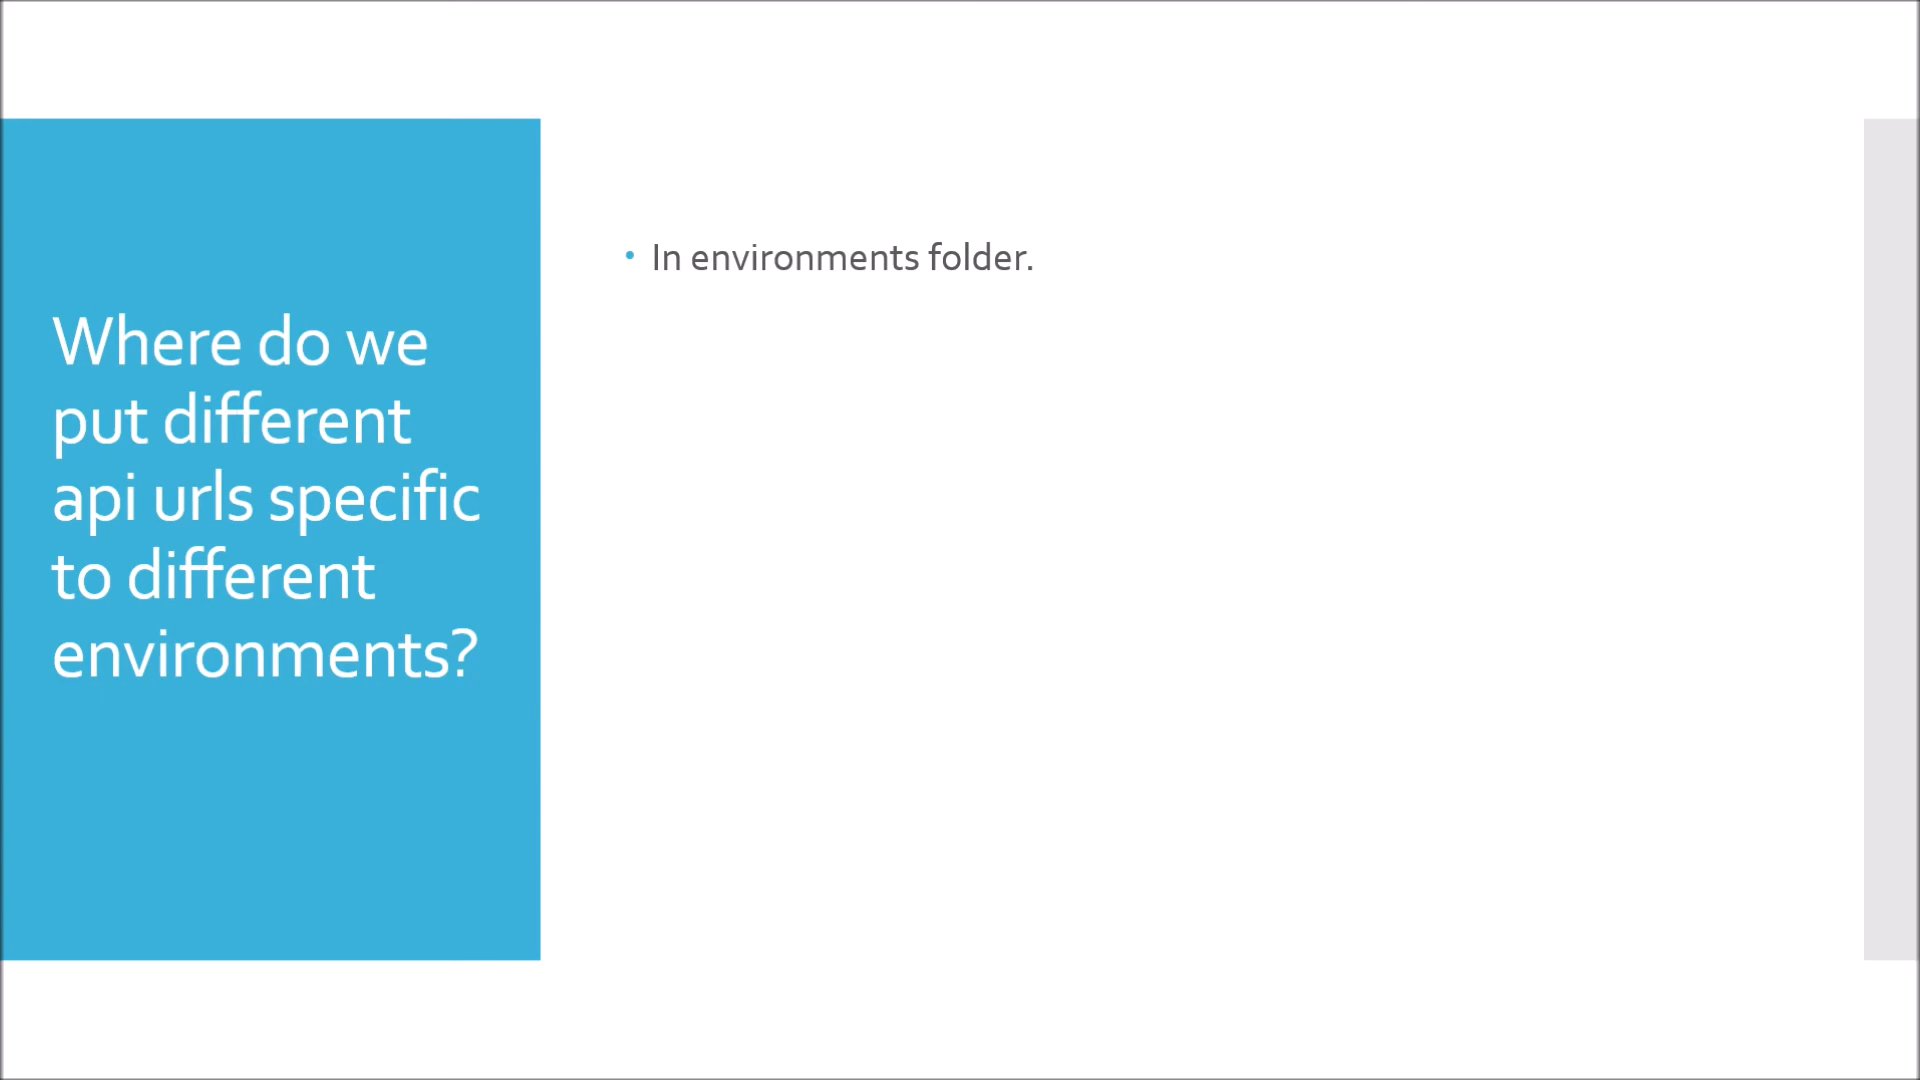 Where do we
put different
api urls specific
to different
environments?
• In environments folder.